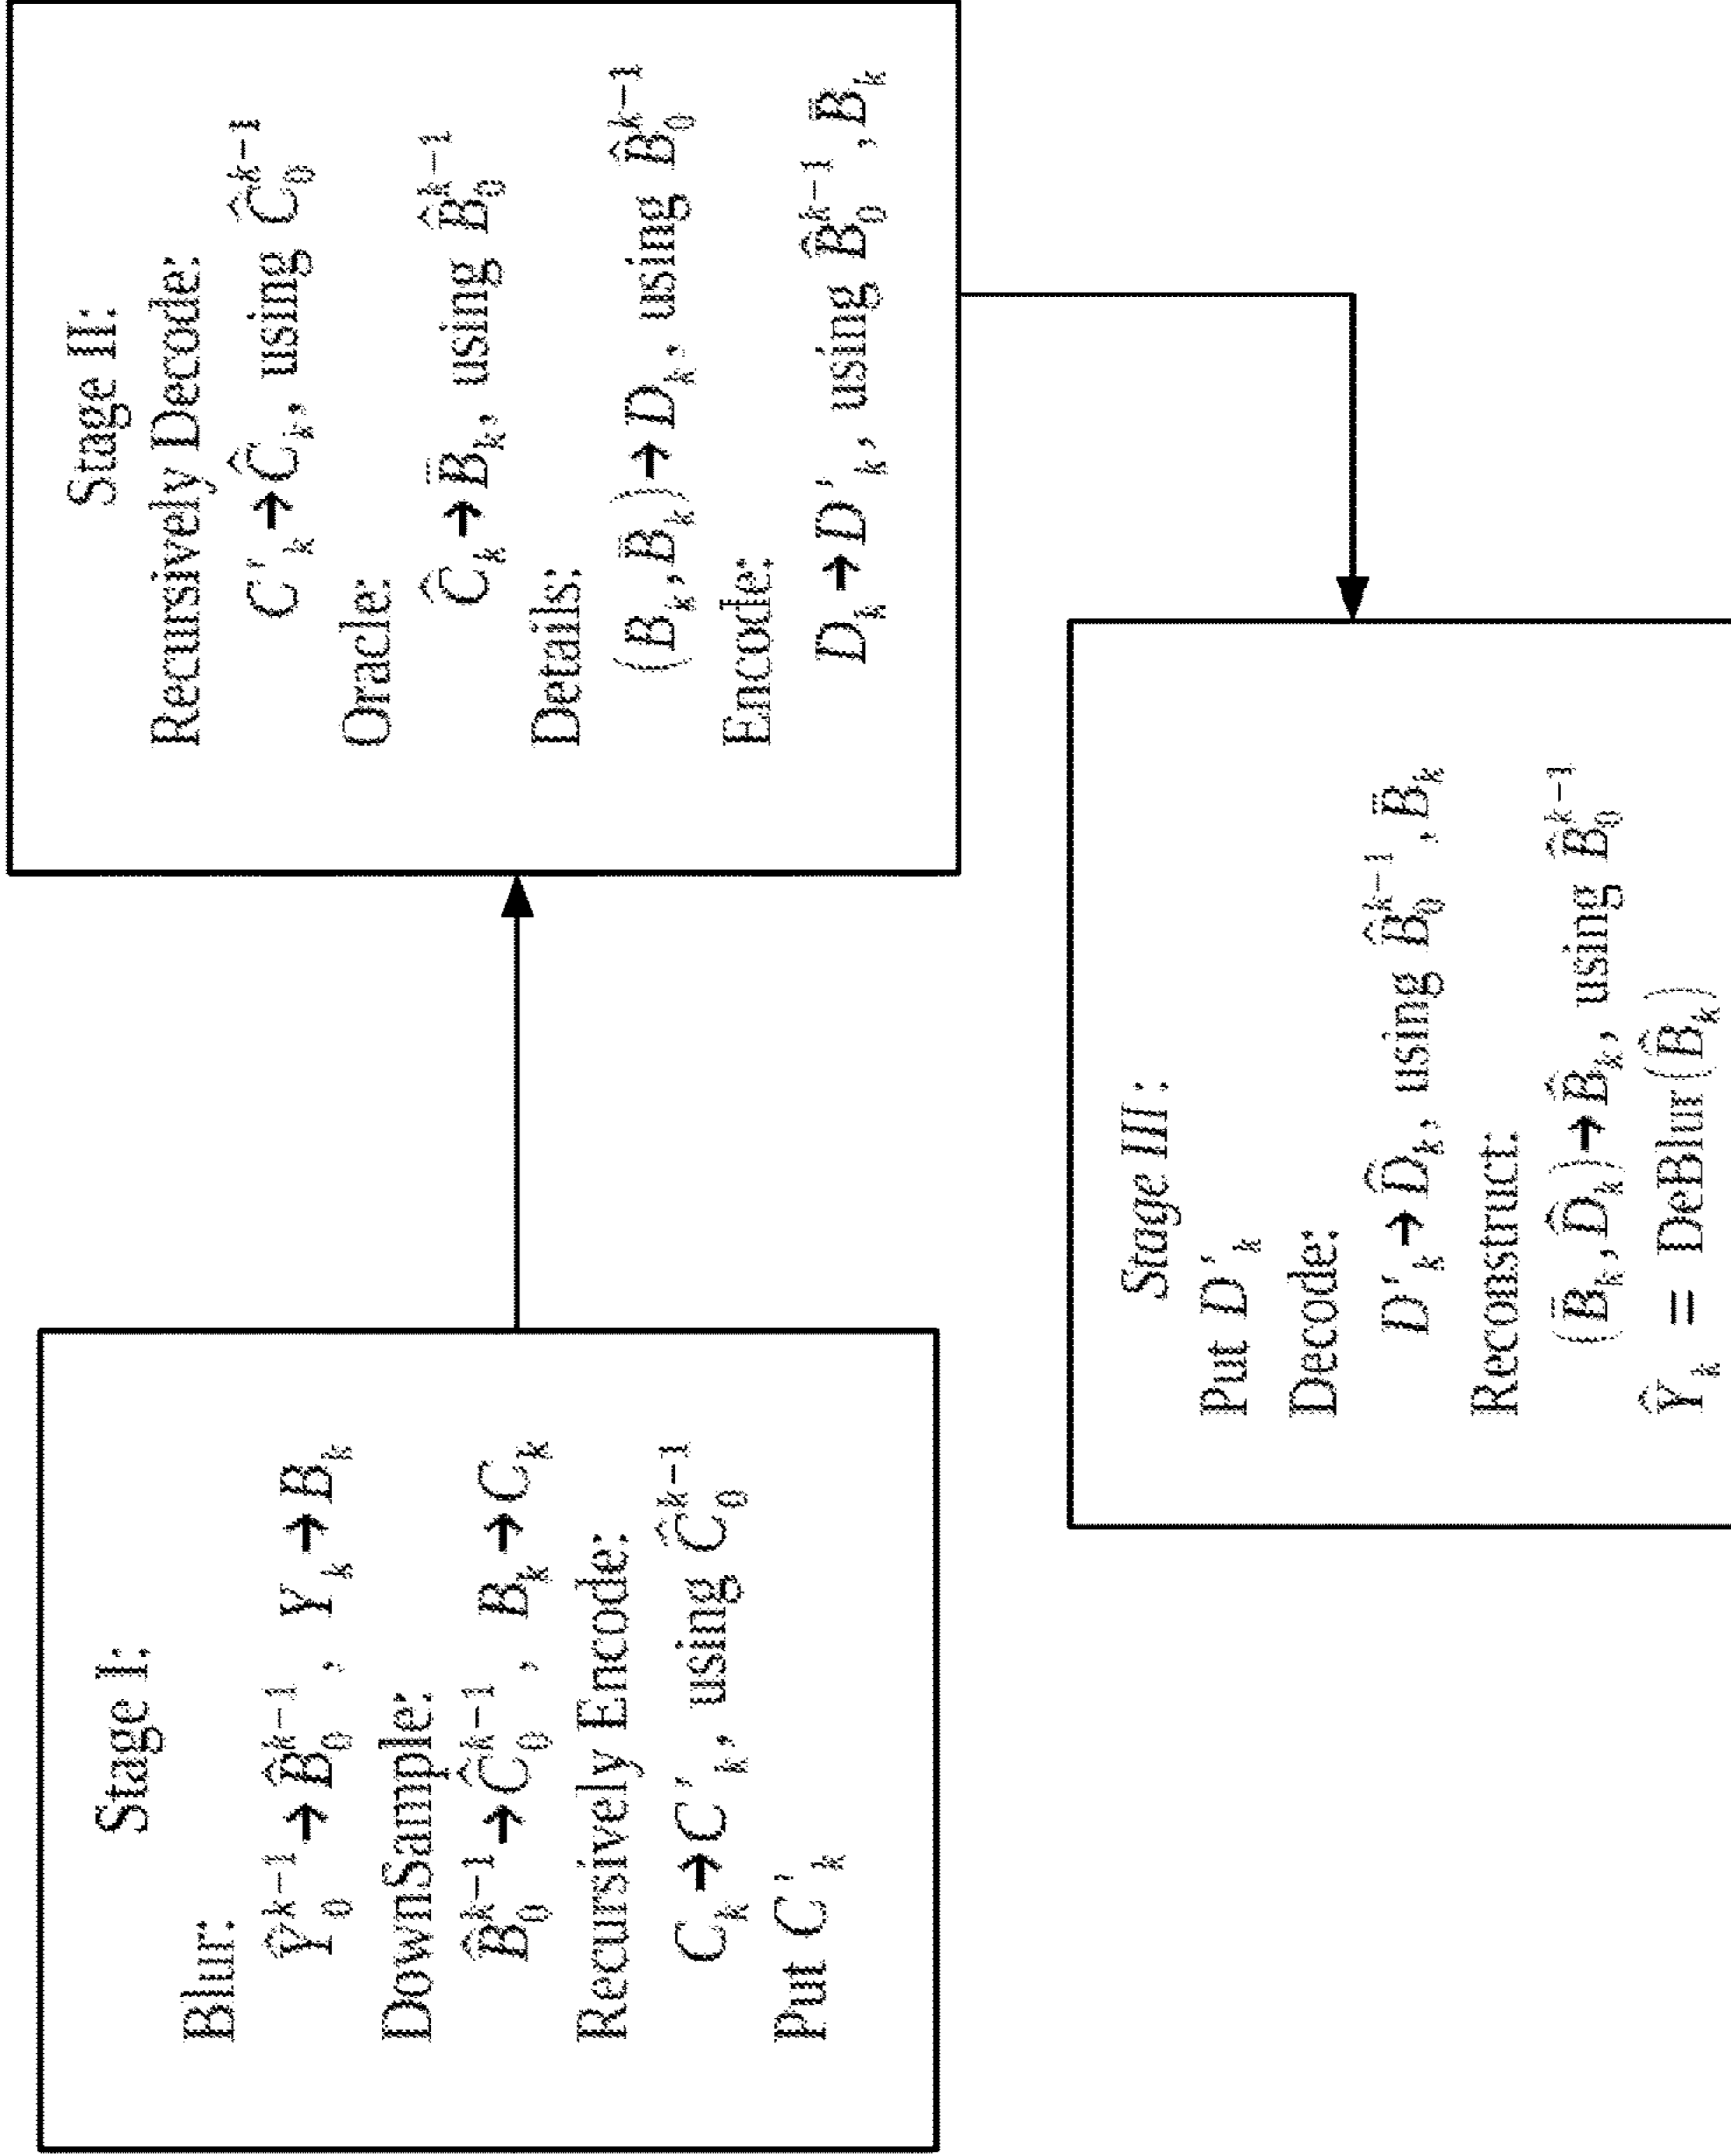 Stage I:
Blur:
Ŷ₀ᵏ⁻¹→B̂₀ᵏ⁻¹, Yₖ→Bₖ
DownSample:
B̂₀ᵏ⁻¹→Ĉ₀ᵏ⁻¹, Bₖ→Cₖ
Recursively Encode:
Cₖ→C'ₖ, using Ĉ₀ᵏ⁻¹
Put C'ₖ
Stage II:
Recursively Decode:
C'ₖ→Ĉₖ, using Ĉ₀ᵏ⁻¹
Oracle:
Ĉₖ→B̄ₖ, using B̂₀ᵏ⁻¹
Details:
(Bₖ,B̄ₖ)→Dₖ, using B̂₀ᵏ⁻¹
Encode:
Dₖ→D'ₖ, using B̂₀ᵏ⁻¹,B̄ₖ
Stage III:
Put D'ₖ
Decode:
D'ₖ→D̂ₖ, using B̂₀ᵏ⁻¹,B̄ₖ
Reconstruct:
(B̄ₖ,D̂ₖ)→B̂ₖ, using B̂₀ᵏ⁻¹
Ŷₖ = DeBlur(B̂ₖ)